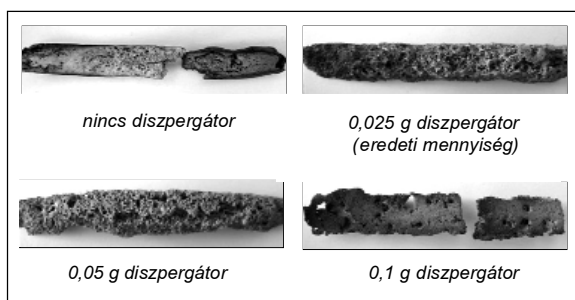 nincs diszpergátor
0,025 g diszpergátor
(eredeti mennyiség)
0,05 g diszpergátor
0,1 g diszpergátor